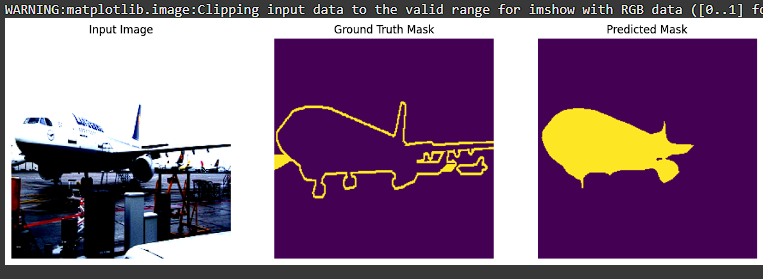 WARNING:matplotlib.image:Clipping input data to the valid range for imshow with RGB data ([0..1] fo
Input Image
Ground Truth Mask
Predicted Mask